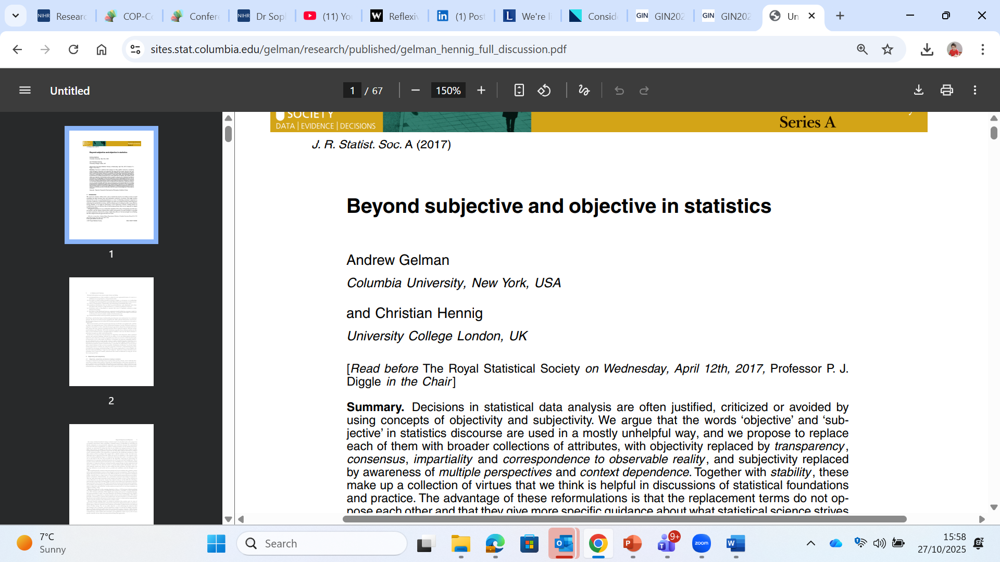 Researc
COP-Co
Confere
Dr Sop
(11) Yo
Reflexiv
(1) Post
We're li
Consid
GIN202
GIN202
Un
sites.stat.columbia.edu/gelman/research/published/gelman_hennig_full_discussion.pdf
Untitled
1 / 67
150%
SOCIETY
DATA | EVIDENCE | DECISIONS
Series A
J. R. Statist. Soc. A (2017)
Beyond subjective and objective in statistics
Andrew Gelman
Columbia University, New York, USA
and Christian Hennig
University College London, UK
[Read before The Royal Statistical Society on Wednesday, April 12th, 2017, Professor P. J.
Diggle in the Chair]
Summary. Decisions in statistical data analysis are often justified, criticized or avoided by
using concepts of objectivity and subjectivity. We argue that the words ‘objective’ and ‘sub-
jective’ in statistics discourse are used in a mostly unhelpful way, and we propose to replace
each of them with broader collections of attributes, with objectivity replaced by transparency,
consensus, impartiality and correspondence to observable reality, and subjectivity replaced
by awareness of multiple perspectives and context dependence. Together with stability, these
make up a collection of virtues that we think is helpful in discussions of statistical foundations
and practice. The advantage of these reformulations is that the replacement terms do not op-
pose each other and that they give more specific guidance about what statistical science strives
1
2
7°C
Sunny
Search
9+
zoom
15:58
27/10/2025